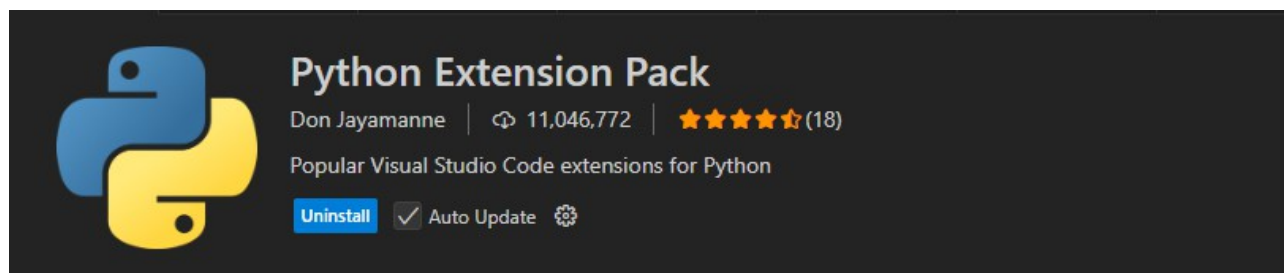 Python Extension Pack
Don Jayamanne 11,046,772 (18)
Popular Visual Studio Code extensions for Python
Uninstall Auto Update